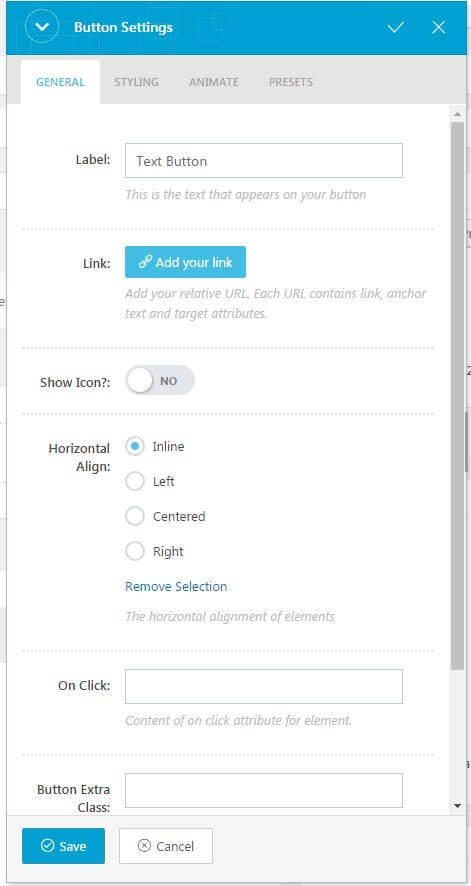 Button Settings
GENERAL STYLING ANIMATE PRESETS
Label: Text Button
This is the text that appears on your button
Link: Add your link
Add your relative URL. Each URL contains link, anchor
text and target attributes.
Show Icon?: NO
Horizontal
Align:
Inline
Left
Centered
Right
Remove Selection
The horizontal alignment of elements
On Click:
Content of on click attribute for element.
Button Extra
Class:
Save Cancel